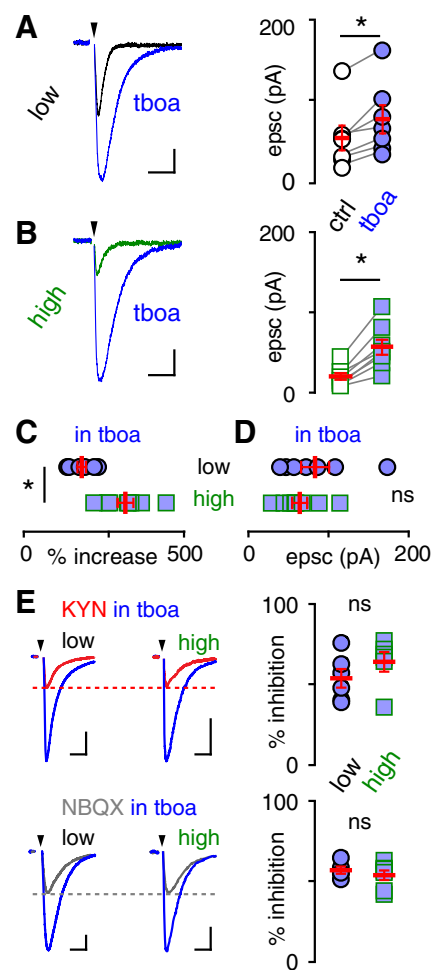 A
low
tboa
epsc (pA)
200
0
*
ctrl
tboa
B
high
tboa
epsc (pA)
200
0
*
C
in tboa
D
in tboa
*
low
high
ns
0
% increase
500
0
epsc (pA)
200
E
KYN in tboa
low
high
% inhibition
100
0
ns
low
high
NBQX in tboa
low
high
% inhibition
100
0
ns